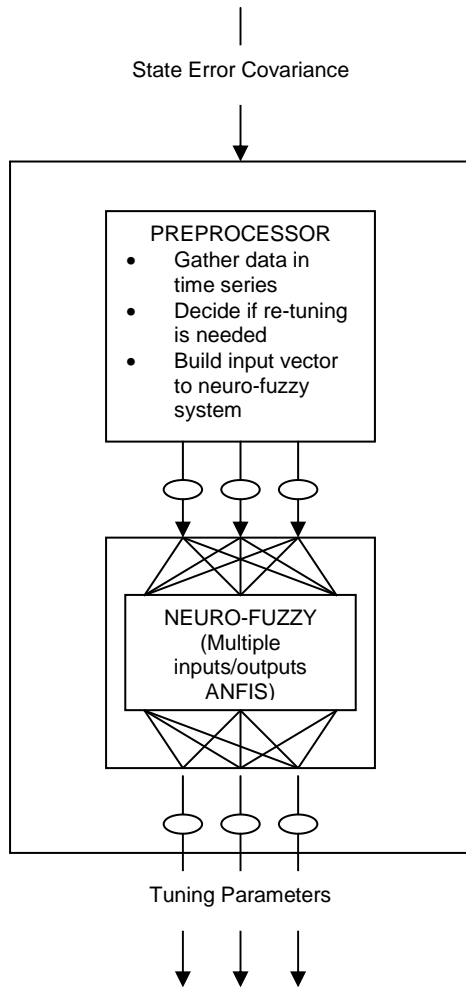 State Error Covariance
PREPROCESSOR
• Gather data in
time series
• Decide if re-tuning
is needed
• Build input vector
to neuro-fuzzy
system
NEURO-FUZZY
(Multiple
inputs/outputs
ANFIS)
Tuning Parameters